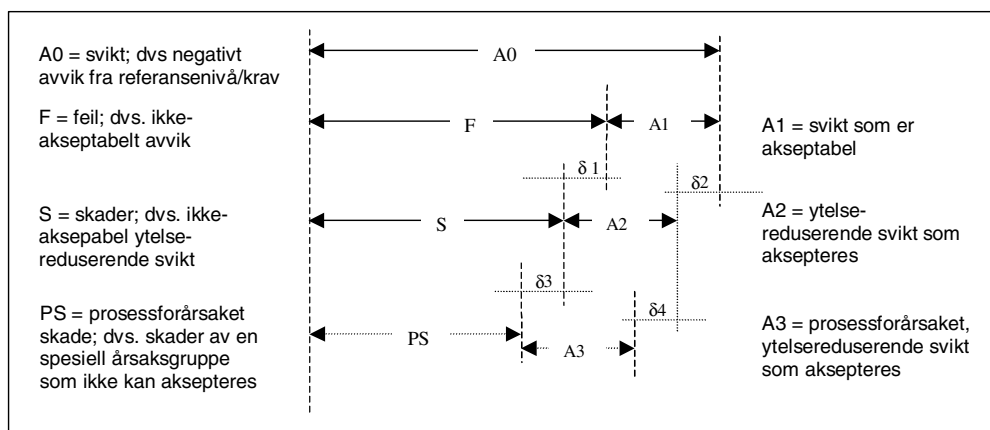 A0 = svikt; dvs negativt
avvik fra referansenivå/krav
A0
F = feil; dvs. ikke-
akseptabelt avvik
F
A1
A1 = svikt som er
akseptabel
δ 1
δ2
S = skader; dvs. ikke-
aksepabel ytelse-
reduserende svikt
S
A2
A2 = ytelse-
reduserende svikt som
aksepteres
δ3
δ4
PS = prosessforårsaket
skade; dvs. skader av en
spesiell årsaksgruppe
som ikke kan aksepteres
PS
A3
A3 = prosessforårsaket,
ytelsereduserende svikt
som aksepteres